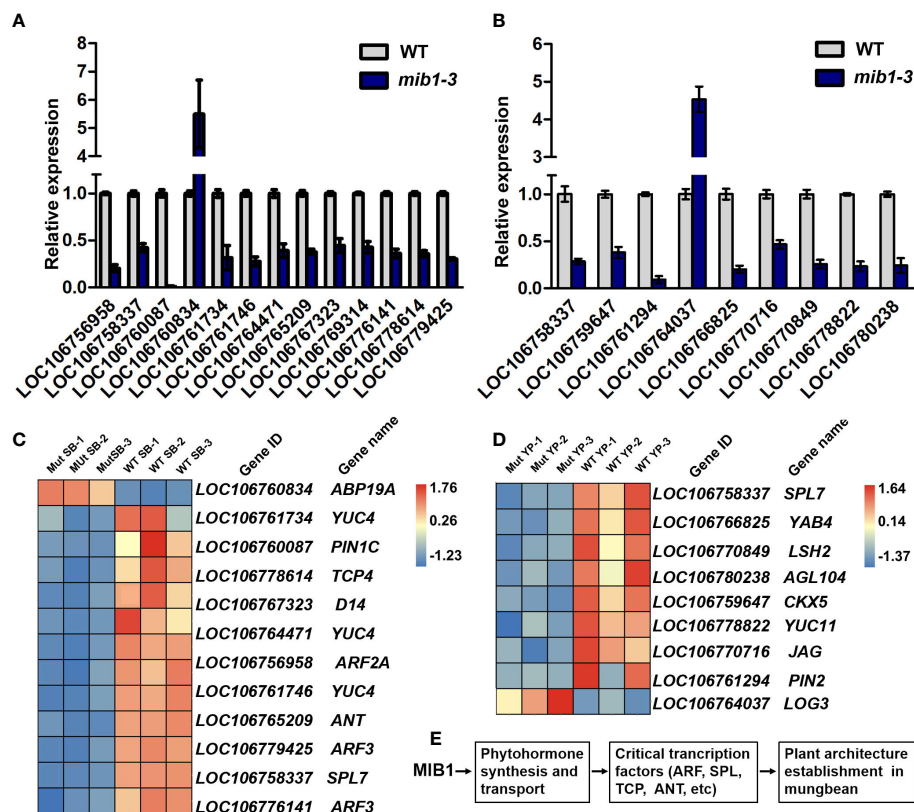 A
8
7
6
5
4
1.0
0.5
0.0
Relative expression
WT
mib1-3
LOC106756958
LOC106758337
LOC106760087
LOC106760834
LOC106761734
LOC106761746
LOC106764471
LOC106765209
LOC106767323
LOC106769314
LOC106776141
LOC106778614
LOC106779425
B
6
5
4
3
1.0
0.5
0.0
Relative expression
WT
mib1-3
LOC106758337
LOC106759647
LOC106761294
LOC106764037
LOC106766825
LOC106770716
LOC106770849
LOC106778822
LOC106780238
C
Mut SB-1
Mut SB-2
MutSB-3
WT SB-1
WT SB-2
WT SB-3
Gene ID
Gene name
LOC106760834 ABP19A
LOC106761734 YUC4
LOC106760087 PIN1C
LOC106778614 TCP4
LOC106767323 D14
LOC106764471 YUC4
LOC106756958 ARF2A
LOC106761746 YUC4
LOC106765209 ANT
LOC106779425 ARF3
LOC106758337 SPL7
LOC106776141 ARF3
1.76
0.26
-1.23
D
Mut YP-1
Mut YP-2
Mut YP-3
WT YP-1
WT YP-2
WT YP-3
Gene ID
Gene name
LOC106758337 SPL7
LOC106766825 YAB4
LOC106770849 LSH2
LOC106780238 AGL104
LOC106759647 CKX5
LOC106778822 YUC11
LOC106770716 JAG
LOC106761294 PIN2
LOC106764037 LOG3
1.64
0.14
-1.37
E
MIB1
Phytohormone
synthesis and
transport
Critical trancription
factors (ARF, SPL,
TCP, ANT, etc)
Plant architecture
establishment in
mungbean